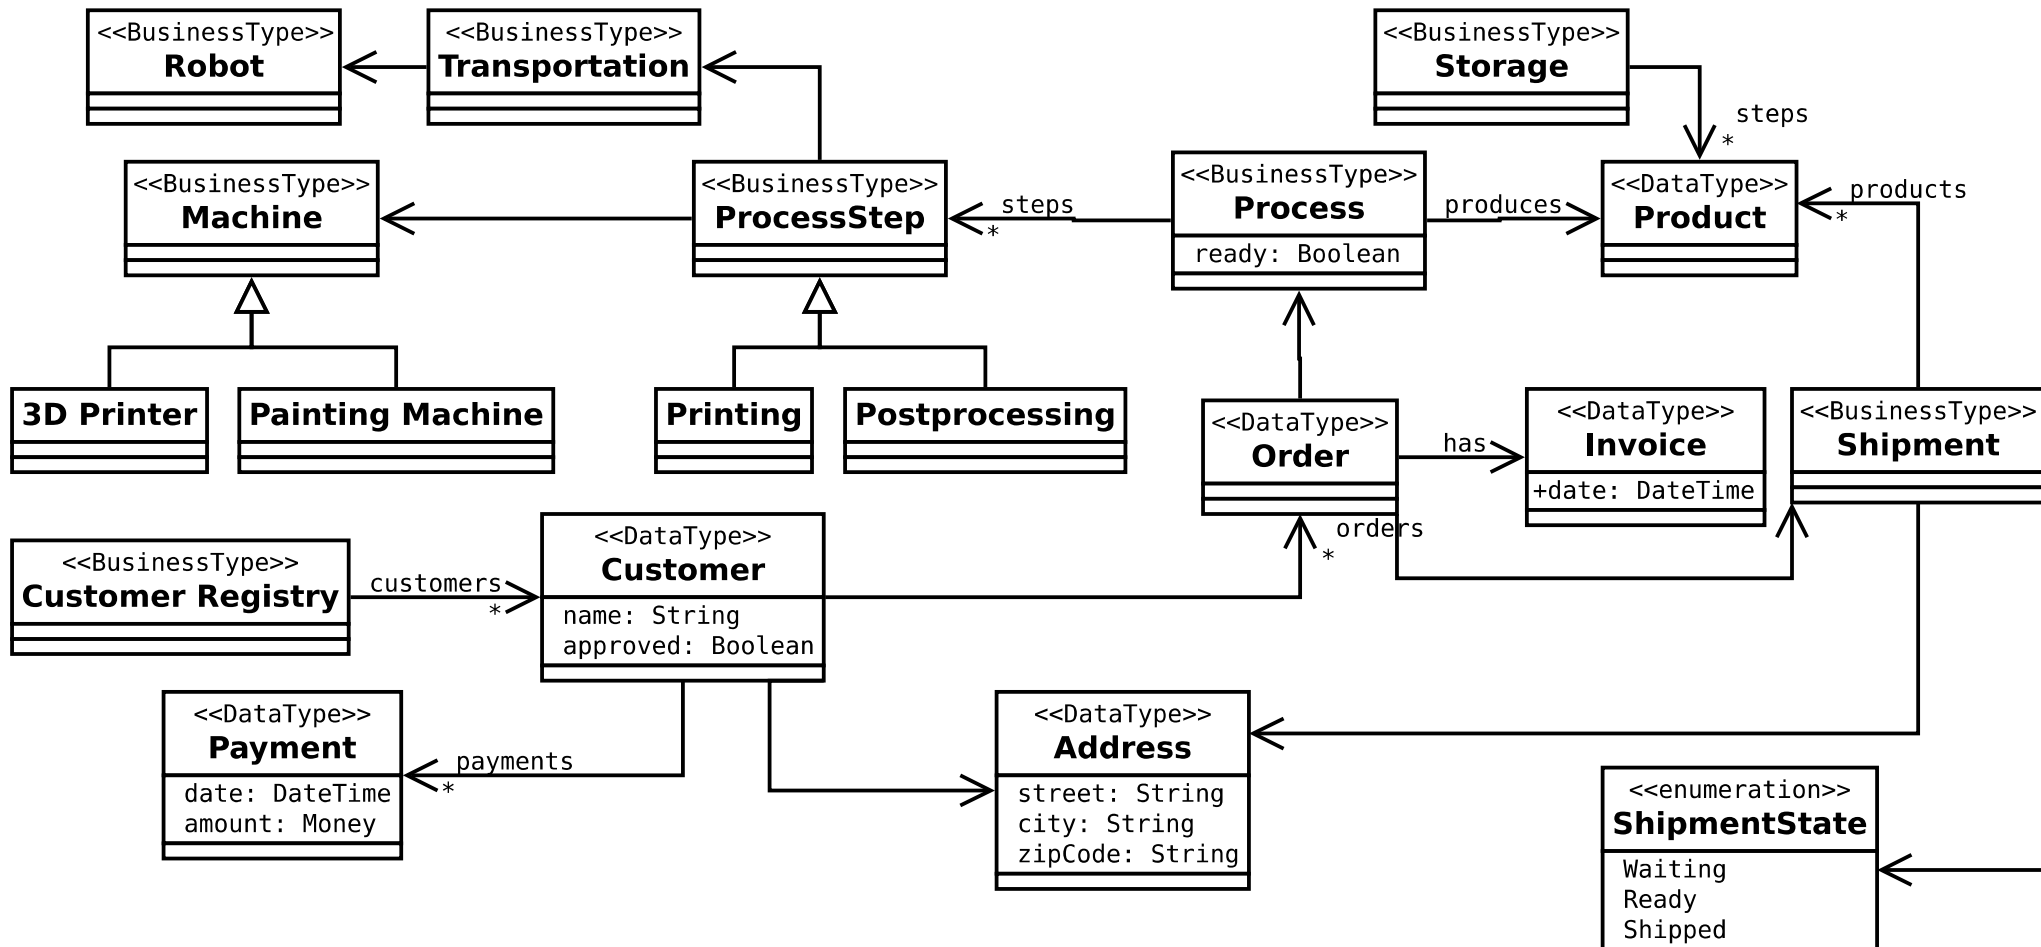 <<BusinessType>>
Robot
<<BusinessType>>
Transportation
<<BusinessType>>
Storage
steps
*
<<BusinessType>>
Machine
<<BusinessType>>
ProcessStep
steps
*
<<BusinessType>>
Process
ready: Boolean
produces
<<DataType>>
Product
products
*
3D Printer
Painting Machine
Printing
Postprocessing
<<DataType>>
Order
has
<<DataType>>
Invoice
+date: DateTime
<<BusinessType>>
Shipment
orders
*
<<BusinessType>>
Customer Registry
customers
*
<<DataType>>
Customer
name: String
approved: Boolean
<<DataType>>
Payment
date: DateTime
amount: Money
payments
*
<<DataType>>
Address
street: String
city: String
zipCode: String
<<enumeration>>
ShipmentState
Waiting
Ready
Shipped